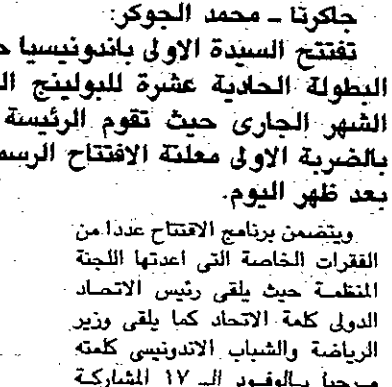 جاكرتا ـ محمد الجوكر:
تفتتح السيدة الاولى باندونيسيا
البطولة الحادية عشرة للبولينج
الشهر الجارى حيث تقوم الرئيسة
بالضربة الاولى معلنة الافتتاح
بعد ظهر اليوم.
ويتضمن برنامج الافتتاح عددا من
الفقرات الخاصة التى اعدتها اللجنة
المنظمة حيث يلقى رئيس الاتحاد
الدولى كلمة الاتحاد كما يلقى وزير
الرياضة والشباب الاندونيسى كلمته
مرحبا بالوفود الـ ١٧ المشاركة